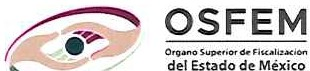 OSFEM
Órgano Superior de Fiscalización
del Estado de México